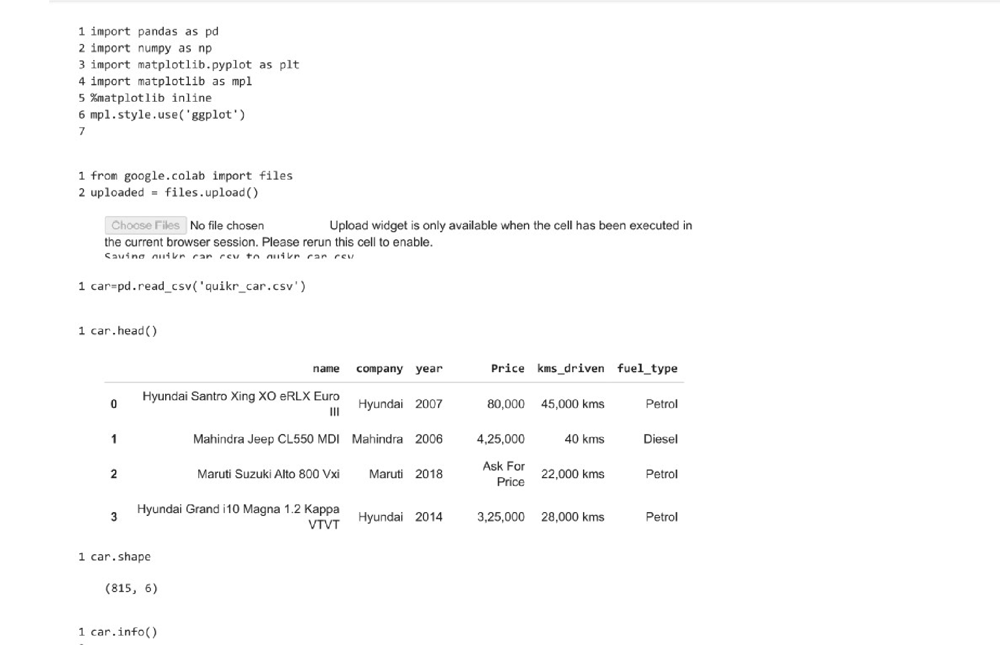 1 import pandas as pd
2 import numpy as np
3 import matplotlib.pyplot as plt
4 import matplotlib as mpl
5 %matplotlib inline
6 mpl.style.use('ggplot')
7
1 from google.colab import files
2 uploaded = files.upload()
Choose Files No file chosen Upload widget is only available when the cell has been executed in
the current browser session. Please rerun this cell to enable.
Saving quikr_car.csv to quikr_car.csv
1 car=pd.read_csv('quikr_car.csv')
1 car.head()
name company year Price kms_driven fuel_type
0 Hyundai Santro Xing XO eRLX Euro III Hyundai 2007 80,000 45,000 kms Petrol
1 Mahindra Jeep CL550 MDI Mahindra 2006 4,25,000 40 kms Diesel
2 Maruti Suzuki Alto 800 Vxi Maruti 2018 Ask For Price 22,000 kms Petrol
3 Hyundai Grand i10 Magna 1.2 Kappa VTVT Hyundai 2014 3,25,000 28,000 kms Petrol
1 car.shape
(815, 6)
1 car.info()